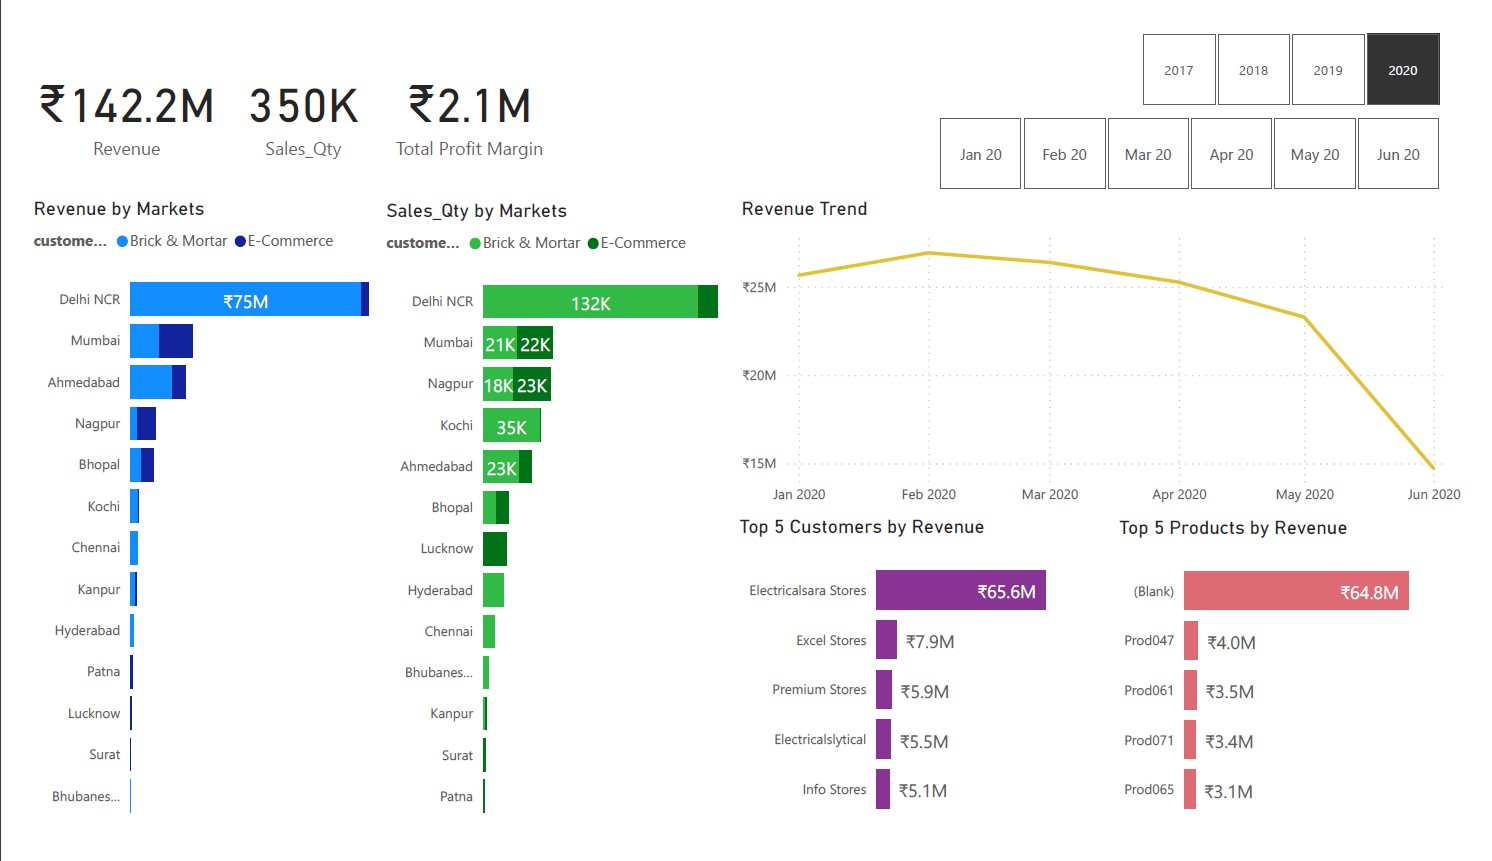 2017 2018 2019 2020
₹142.2M 350K ₹2.1M
Revenue Sales_Qty Total Profit Margin
Jan 20 Feb 20 Mar 20 Apr 20 May 20 Jun 20
Revenue by Markets
custome... Brick & Mortar E-Commerce
Delhi NCR ₹75M
Mumbai
Ahmedabad
Nagpur
Bhopal
Kochi
Chennai
Kanpur
Hyderabad
Patna
Lucknow
Surat
Bhubanes...
Sales_Qty by Markets
custome... Brick & Mortar E-Commerce
Delhi NCR 132K
Mumbai 21K 22K
Nagpur 18K 23K
Kochi 35K
Ahmedabad 23K
Bhopal
Lucknow
Hyderabad
Chennai
Bhubanes...
Kanpur
Surat
Patna
Revenue Trend
₹25M
₹20M
₹15M
Jan 2020 Feb 2020 Mar 2020 Apr 2020 May 2020 Jun 2020
Top 5 Customers by Revenue
Electricalsara Stores ₹65.6M
Excel Stores ₹7.9M
Premium Stores ₹5.9M
Electricalslytical ₹5.5M
Info Stores ₹5.1M
Top 5 Products by Revenue
(Blank) ₹64.8M
Prod047 ₹4.0M
Prod061 ₹3.5M
Prod071 ₹3.4M
Prod065 ₹3.1M